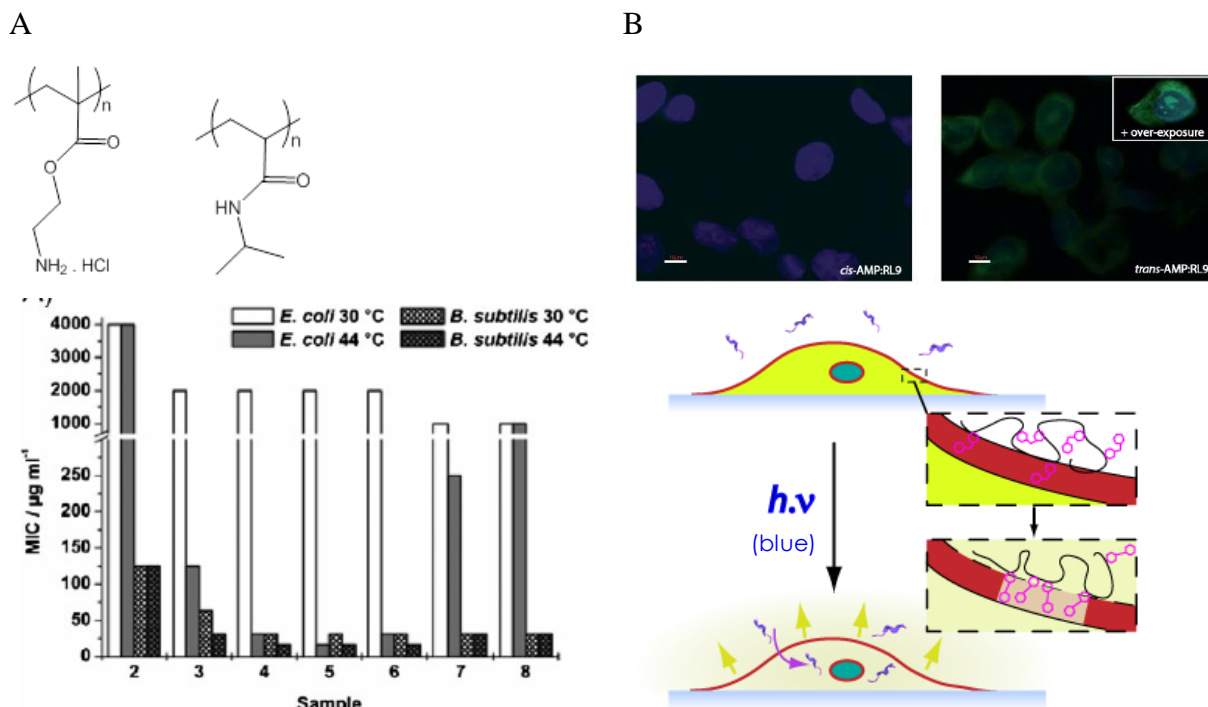 A
B
n
O
O
NH₂ . HCl
n
O
HN
+ over-exposure
cis-AMP:RL9
trans-AMP:RL9
E. coli 30 °C
B. subtilis 30 °C
E. coli 44 °C
B. subtilis 44 °C
4000
3000
2000
1000
250
200
150
100
50
0
MIC / µg ml⁻¹
2 3 4 5 6 7 8
Sample
h.ν
(blue)